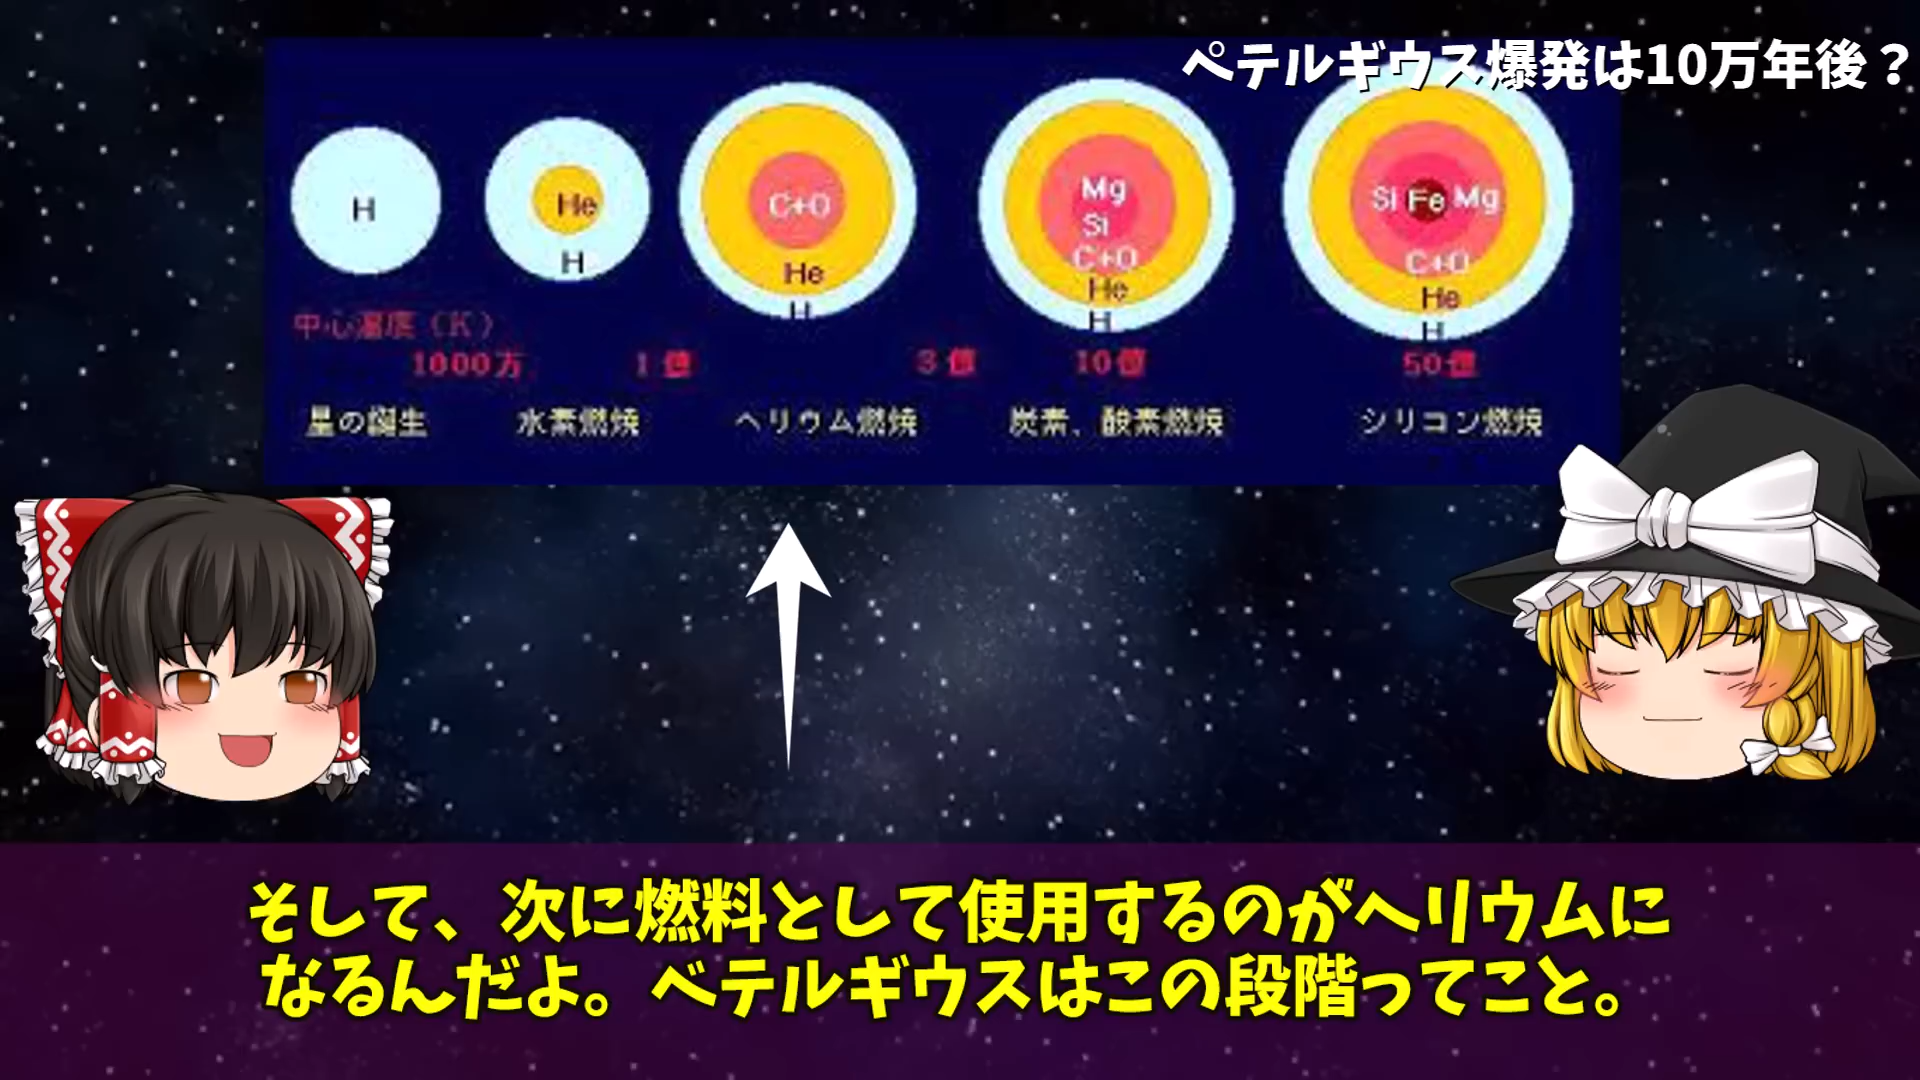 ペテルギウス爆発は10万年後？
H
He
H
C+O
He
H
Mg
Si
C+O
He
H
Si Fe Mg
C+O
He
H
中心温度（K）
1000万 1億 3億 10億 50億
星の誕生 水素燃焼 ヘリウム燃焼 炭素、酸素燃焼 シリコン燃焼
そして、次に燃料として使用するのがヘリウムに
なるんだよ。ベテルギウスはこの段階ってこと。